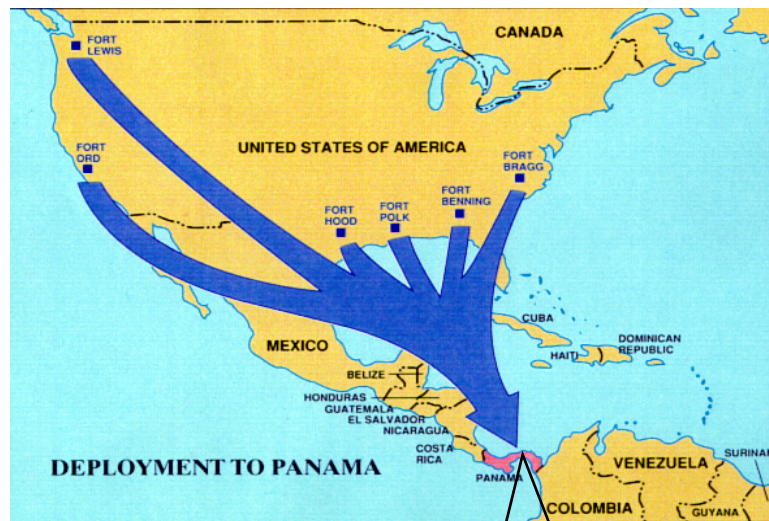 FORT
LEWIS
CANADA
UNITED STATES OF AMERICA
FORT
ORD
FORT
BRAGG
FORT
HOOD
FORT
POLK
FORT
BENNING
CUBA
MEXICO
HAITI
DOMINICAN
REPUBLIC
BELIZE
HONDURAS
GUATEMALA
EL SALVADOR
NICARAGUA
COSTA
RICA
DEPLOYMENT TO PANAMA
PANAMA
VENEZUELA
SURINAM
COLOMBIA
GUYANA